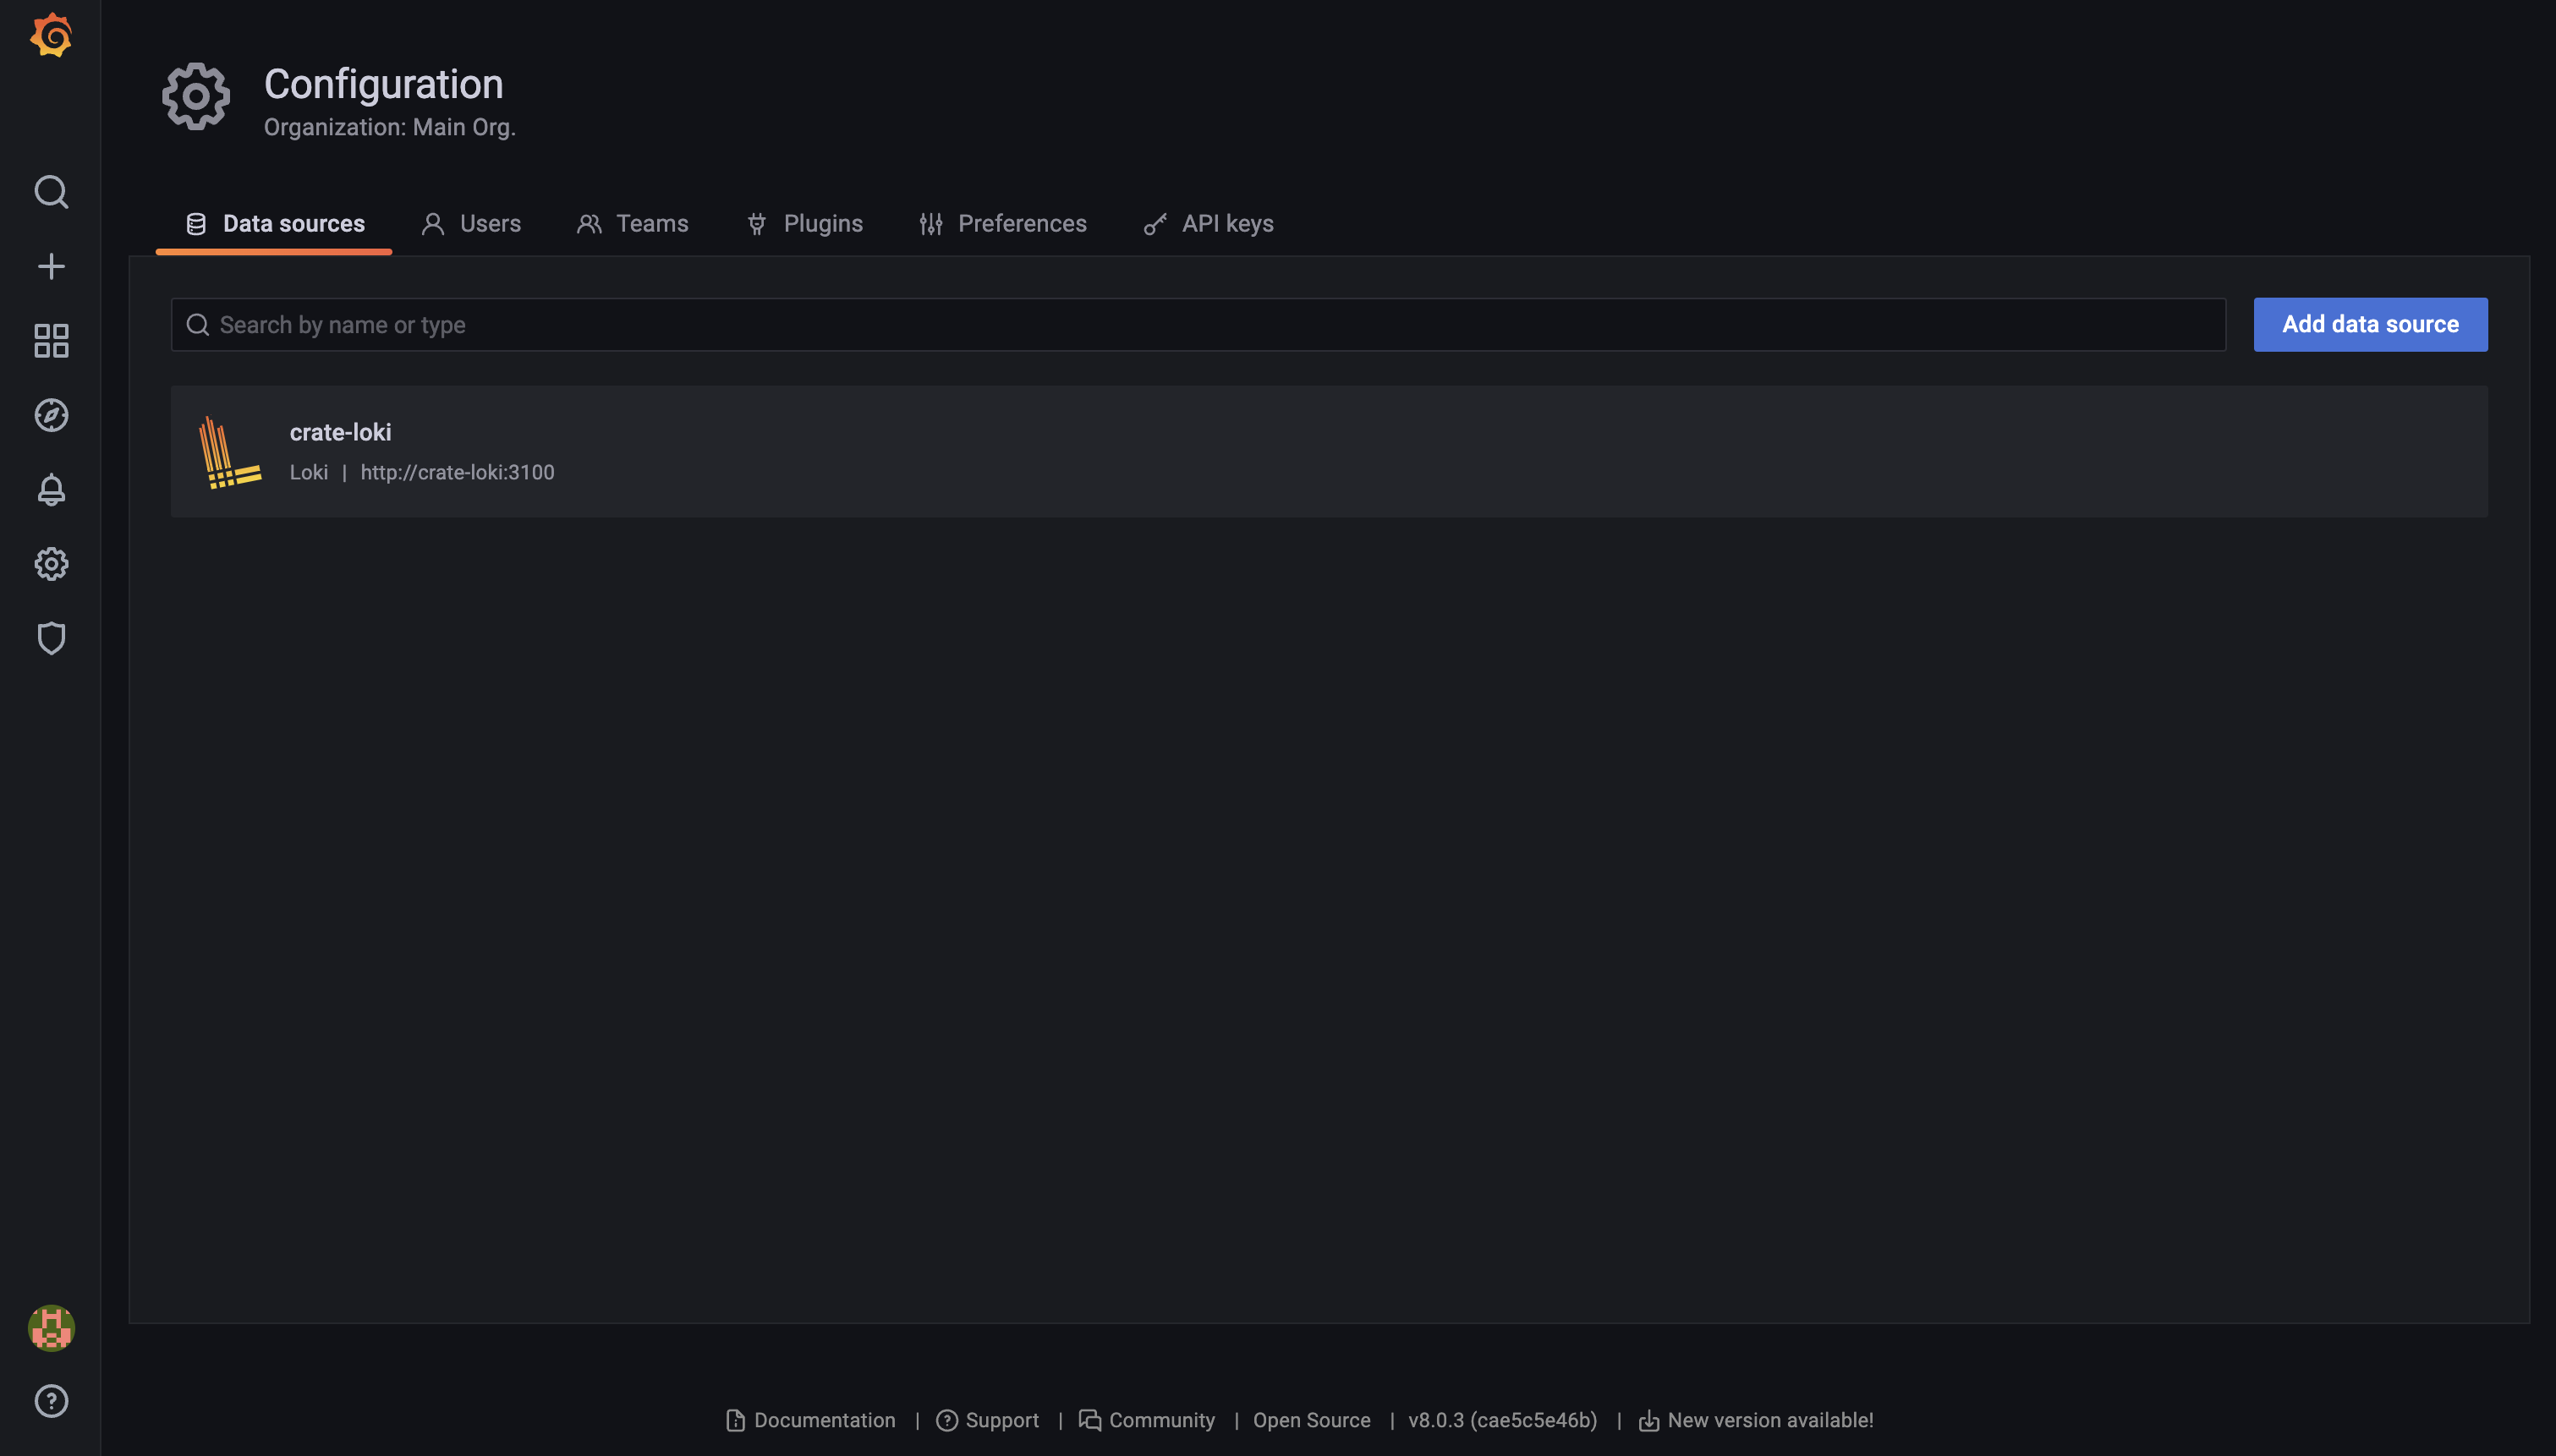 Configuration
Organization: Main Org.
Data sources
Users
Teams
Plugins
Preferences
API keys
Search by name or type
Add data source
crate-loki
Loki | http://crate-loki:3100
Documentation | Support | Community | Open Source | v8.0.3 (cae5c5e46b) | New version available!